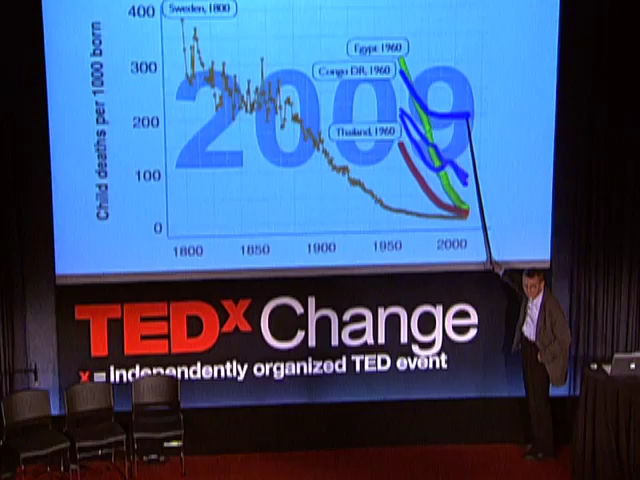 400
Sweden, 1800
300
200
100
0
Child deaths per 1000 born
2009
Egypt 1960
Congo DR, 1960
Thailand, 1960
1800 1850 1900 1950 2000
TEDx Change
x = independently organized TED event